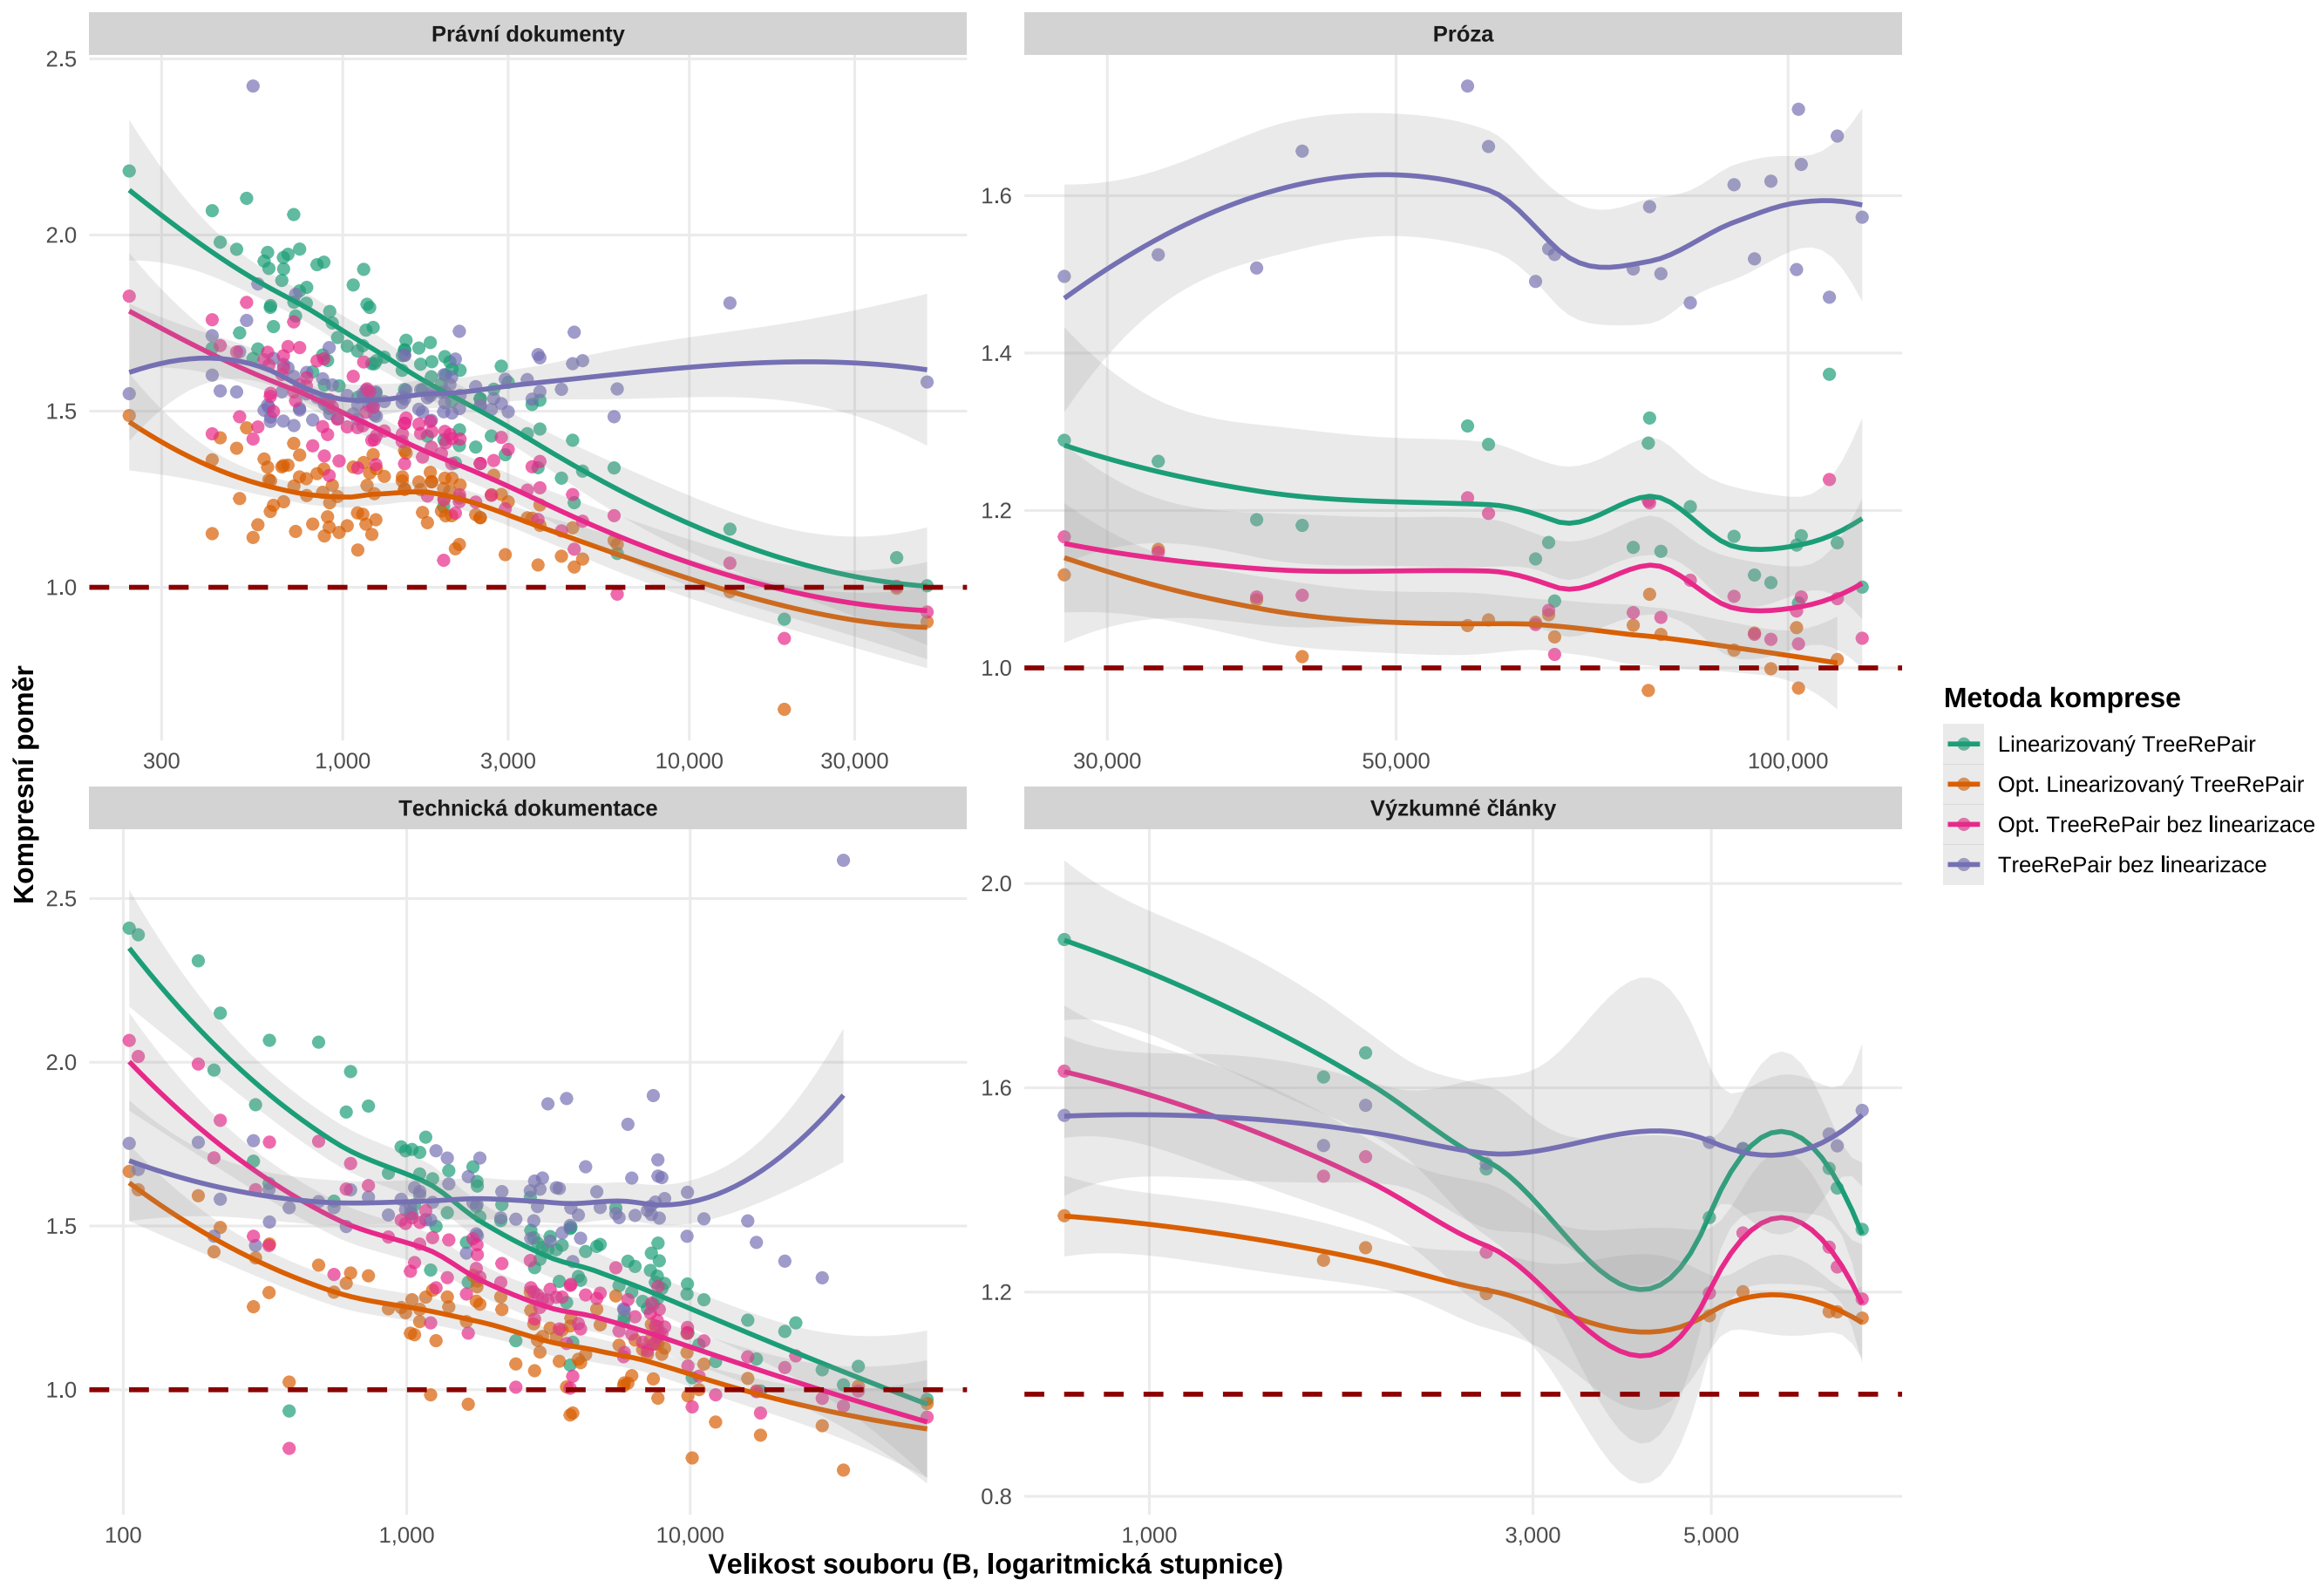 Právní dokumenty
Próza
2.5
2.0
1.5
1.0
1.6
1.4
1.2
1.0
300
1,000
3,000
10,000
30,000
30,000
50,000
100,000
Technická dokumentace
Výzkumné články
2.5
2.0
1.5
1.0
2.0
1.6
1.2
0.8
100
1,000
10,000
1,000
3,000
5,000
Kompresní poměr
Velikost souboru (B, logaritmická stupnice)
Metoda komprese
Linearizovaný TreeRePair
Opt. Linearizovaný TreeRePair
Opt. TreeRePair bez linearizace
TreeRePair bez linearizace